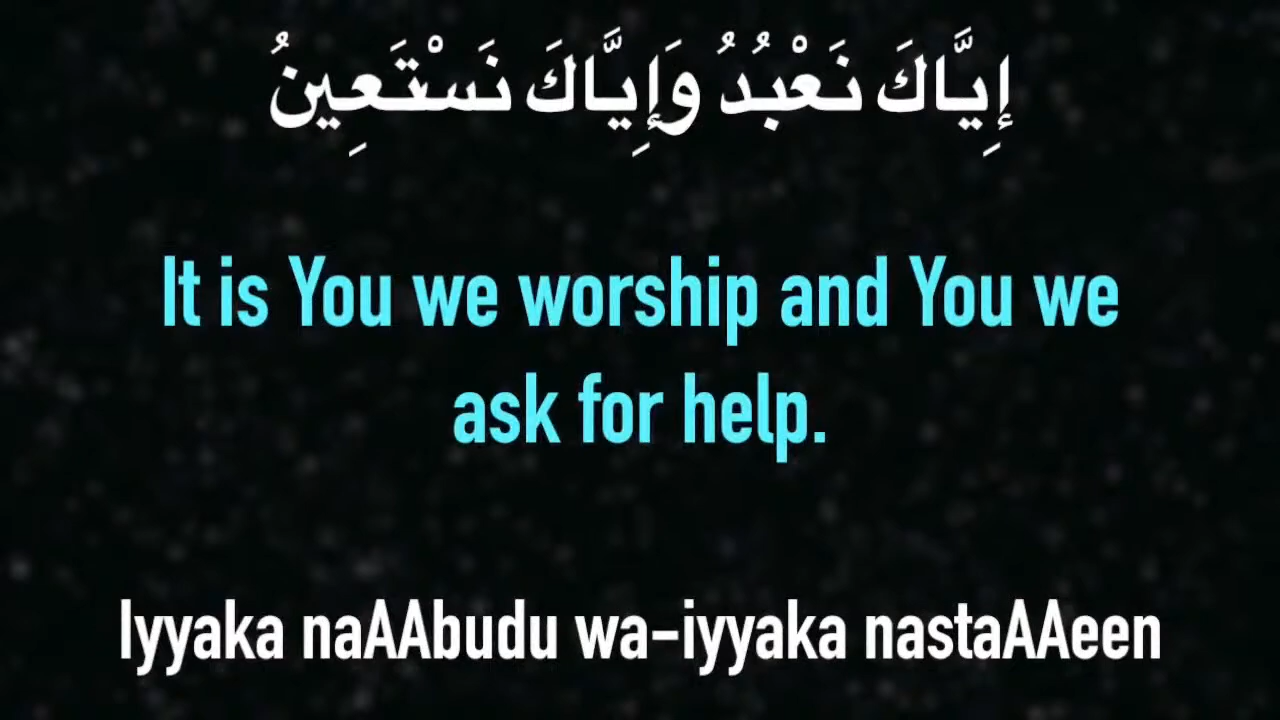 إِيَّاكَ نَعْبُدُ وَإِيَّاكَ نَسْتَعِينُ
It is You we worship and You we
ask for help.
Iyyaka naAAbudu wa-iyyaka nastaAAeen